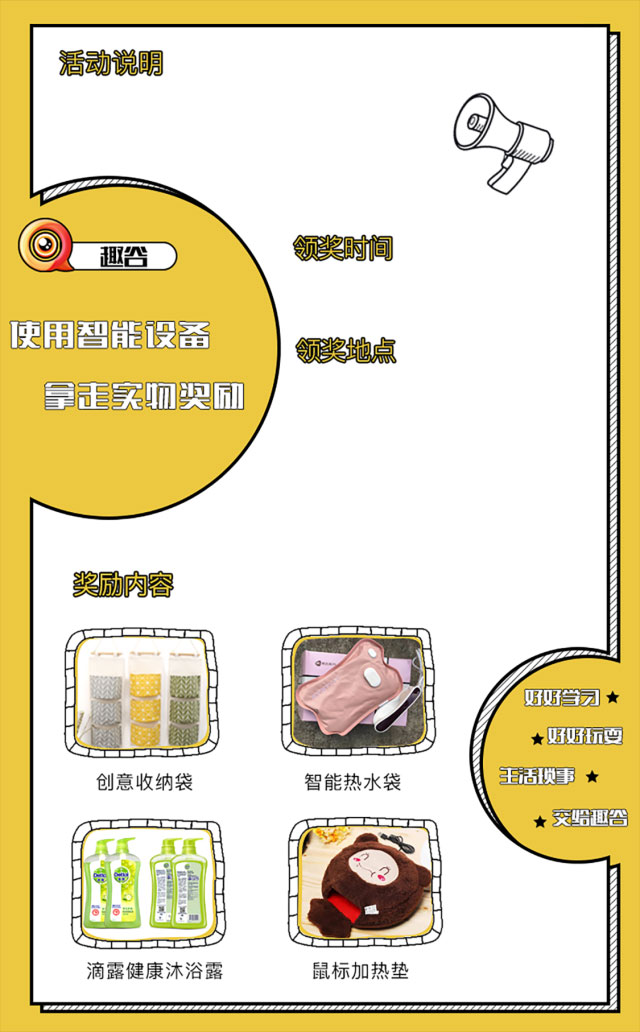 活动说明
趣谷
领奖时间
使用智能设备
领奖地点
拿走实物奖励
奖励内容
创意收纳袋
智能热水袋
好好学习
好好玩耍
生活琐事
交给趣谷
Dettol
滴露健康沐浴露
鼠标加热垫